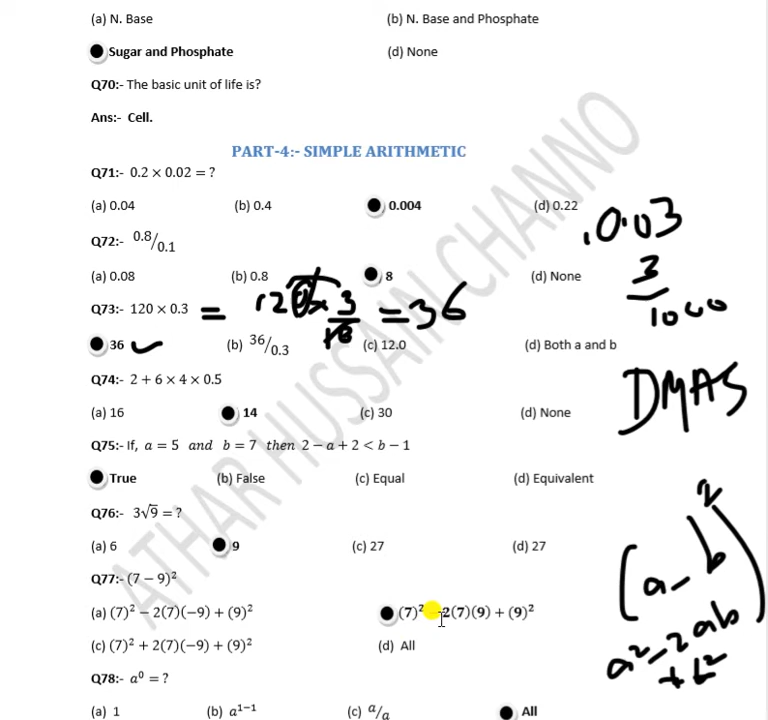 (a) N. Base (b) N. Base and Phosphate
Sugar and Phosphate (d) None
Q70:- The basic unit of life is?
Ans:- Cell.
PART-4:- SIMPLE ARITHMETIC
Q71:- 0.2 × 0.02 = ?
(a) 0.04 (b) 0.4 0.004 (d) 0.22
.0.03
Q72:- 0.8/0.1
(a) 0.08 (b) 0.8 8 (d) None
3/1000
Q73:- 120 × 0.3 = 120 × 3/10 = 36
36 (b) 36/0.3 (c) 12.0 (d) Both a and b
Q74:- 2 + 6 × 4 × 0.5
DMAS
(a) 16 14 (c) 30 (d) None
Q75:- If, a = 5 and b = 7 then 2 − a + 2 < b − 1
True (b) False (c) Equal (d) Equivalent
Q76:- 3√9 = ?
(a) 6 9 (c) 27 (d) 27
(a - b)²
Q77:- (7 − 9)²
(a) (7)² − 2(7)(−9) + (9)² (7)² − 2(7)(9) + (9)²
(c) (7)² + 2(7)(−9) + (9)² (d) All
a² - 2ab
+ b²
Q78:- a⁰ = ?
(a) 1 (b) a¹⁻¹ (c) a/a All
ATHAR HUSSAIN CHANNO